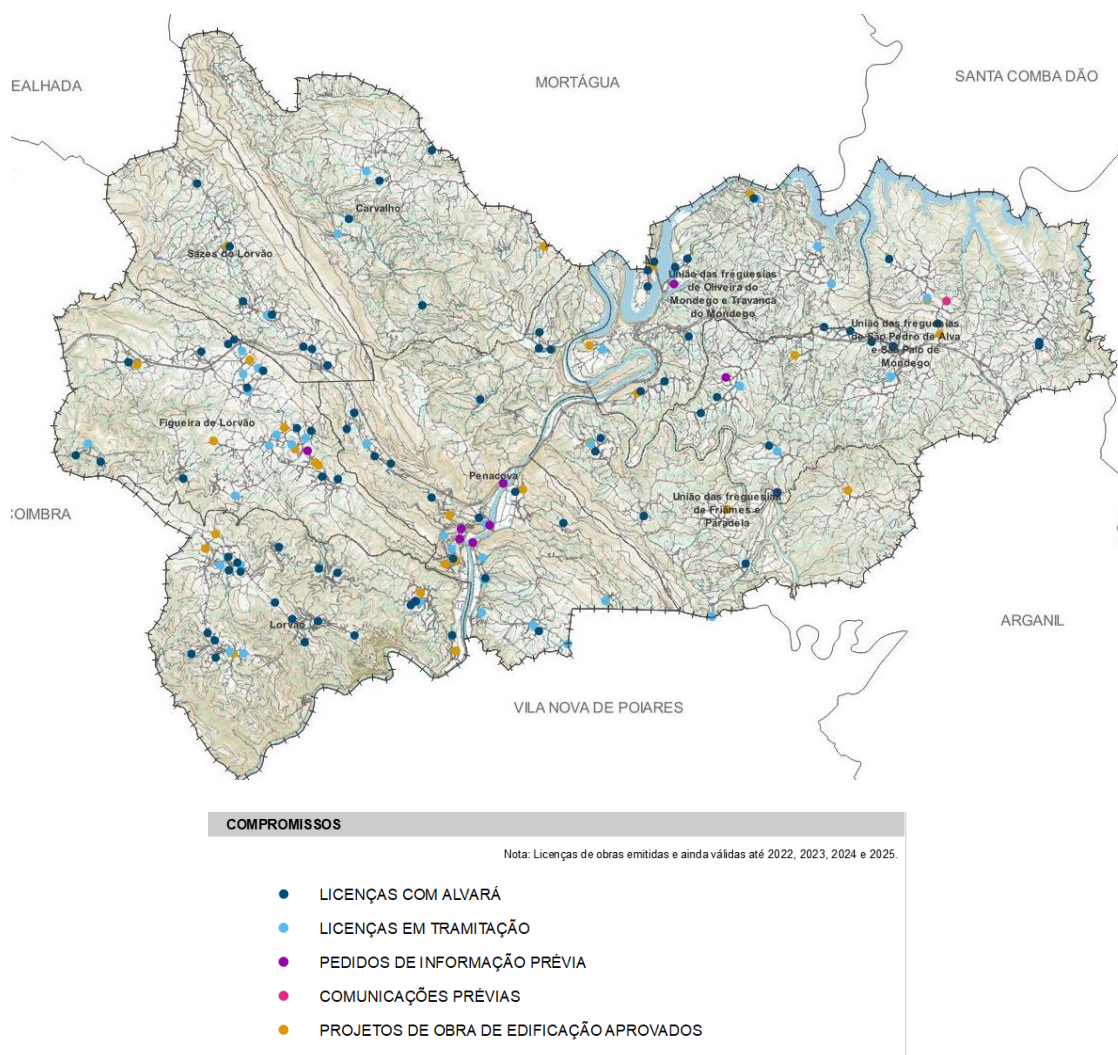 MORTÁGUA
SANTA COMBA DÃO
EALHADA
Carvalho
Sazes do Lorvão
União das freguesias
de Oliveira do
Mondego e Travanca
do Mondego
União das freguesias
de São Pedro de Alva
e São Paio de
Mondego
Figueira de Lorvão
Penacova
União das freguesias
de Friúmes e
Paradela
OIMBRA
Lorvão
ARGANIL
VILA NOVA DE POIARES
COMPROMISSOS
Nota: Licenças de obras emitidas e ainda válidas até 2022, 2023, 2024 e 2025.
LICENÇAS COM ALVARÁ
LICENÇAS EM TRAMITAÇÃO
PEDIDOS DE INFORMAÇÃO PRÉVIA
COMUNICAÇÕES PRÉVIAS
PROJETOS DE OBRA DE EDIFICAÇÃO APROVADOS